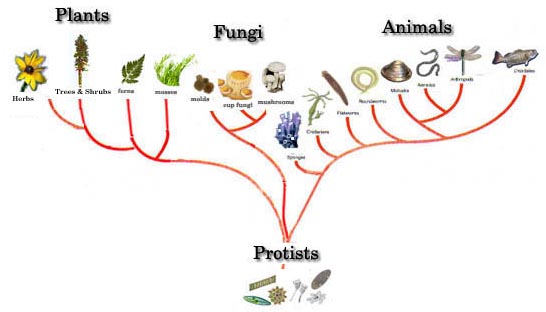 Plants
Fungi
Animals
Herbs
Trees & Shrubs
furns
mosses
molds
cup fungi
mushrooms
Sponges
Cnidarians
Flatworms
Roundworms
Mollusks
Annelids
Arthropods
Chordates
Protists